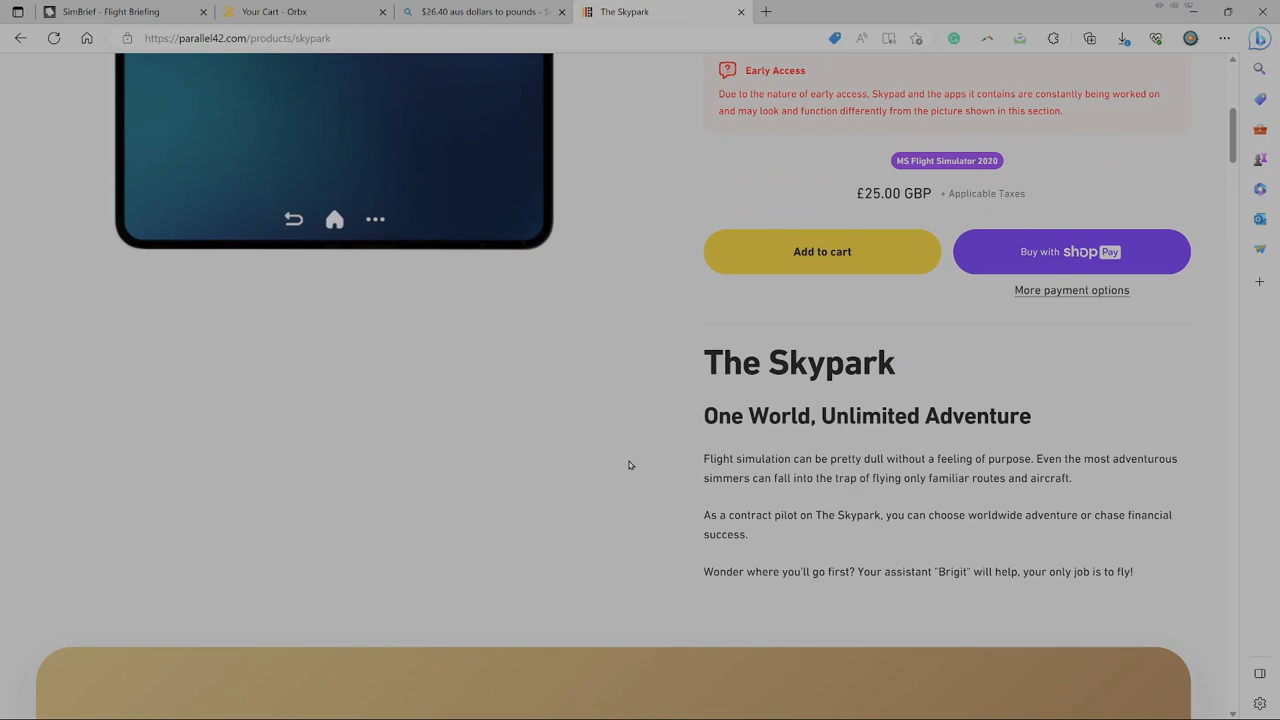 SimBrief - Flight Briefing
Your Cart - Orbx
$26.40 aus dollars to pounds - S
The Skypark
https://parallel42.com/products/skypark
Early Access
Due to the nature of early access, Skypad and the apps it contains are constantly being worked on
and may look and function differently from the picture shown in this section.
MS Flight Simulator 2020
£25.00 GBP + Applicable Taxes
Add to cart
Buy with shop Pay
More payment options
The Skypark
One World, Unlimited Adventure
Flight simulation can be pretty dull without a feeling of purpose. Even the most adventurous
simmers can fall into the trap of flying only familiar routes and aircraft.
As a contract pilot on The Skypark, you can choose worldwide adventure or chase financial
success.
Wonder where you'll go first? Your assistant "Brigit" will help, your only job is to fly!